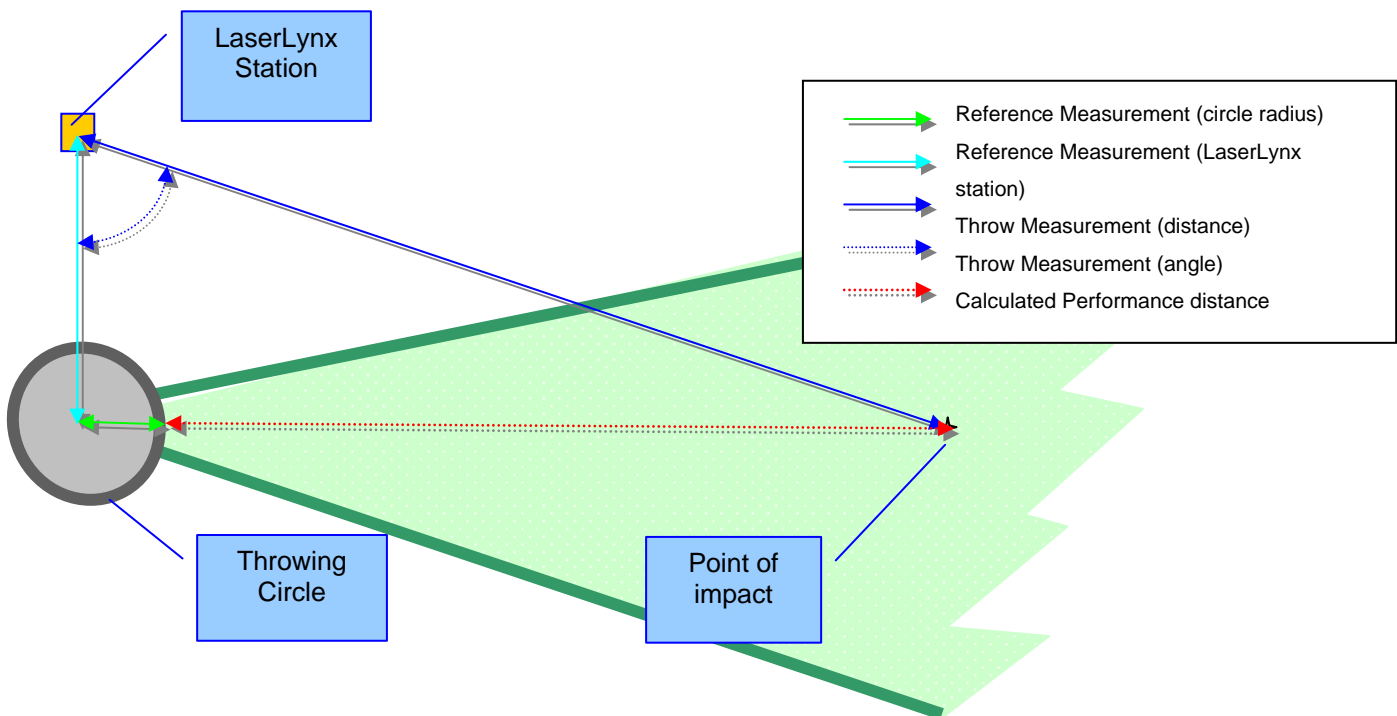 LaserLynx
Station
Reference Measurement (circle radius)
Reference Measurement (LaserLynx
station)
Throw Measurement (distance)
Throw Measurement (angle)
Calculated Performance distance
Throwing
Circle
Point of
impact